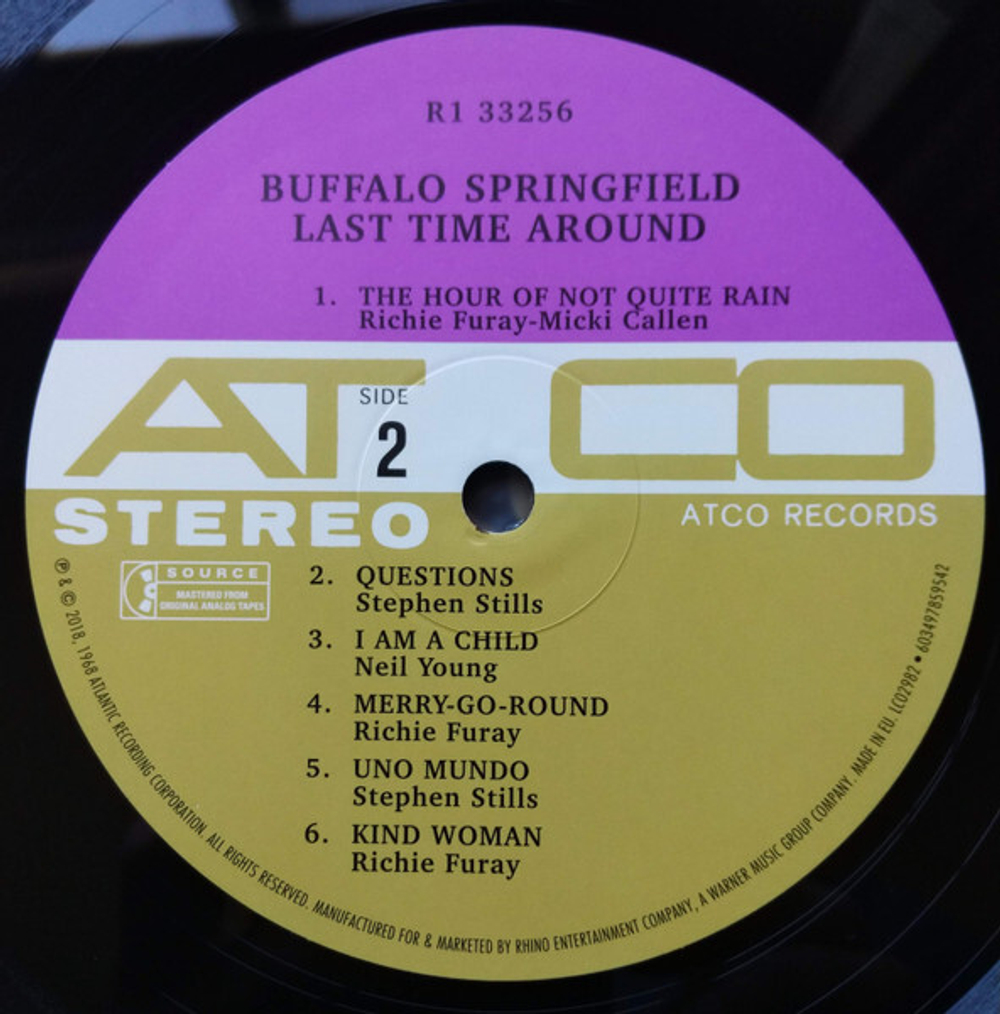 R1 33256
BUFFALO SPRINGFIELD
LAST TIME AROUND
1. THE HOUR OF NOT QUITE RAIN
Richie Furay-Micki Callen
ATCO
SIDE
2
STEREO
ATCO RECORDS
SOURCE
MASTERED FROM
ORIGINAL ANALOG TAPES
2. QUESTIONS
Stephen Stills
3. I AM A CHILD
Neil Young
4. MERRY-GO-ROUND
Richie Furay
5. UNO MUNDO
Stephen Stills
6. KIND WOMAN
Richie Furay
℗ & © 2018, 1968 ATLANTIC RECORDING CORPORATION. ALL RIGHTS RESERVED. MANUFACTURED FOR & MARKETED BY RHINO ENTERTAINMENT COMPANY, A WARNER MUSIC GROUP COMPANY. MADE IN EU. LC02982 • 603497859542